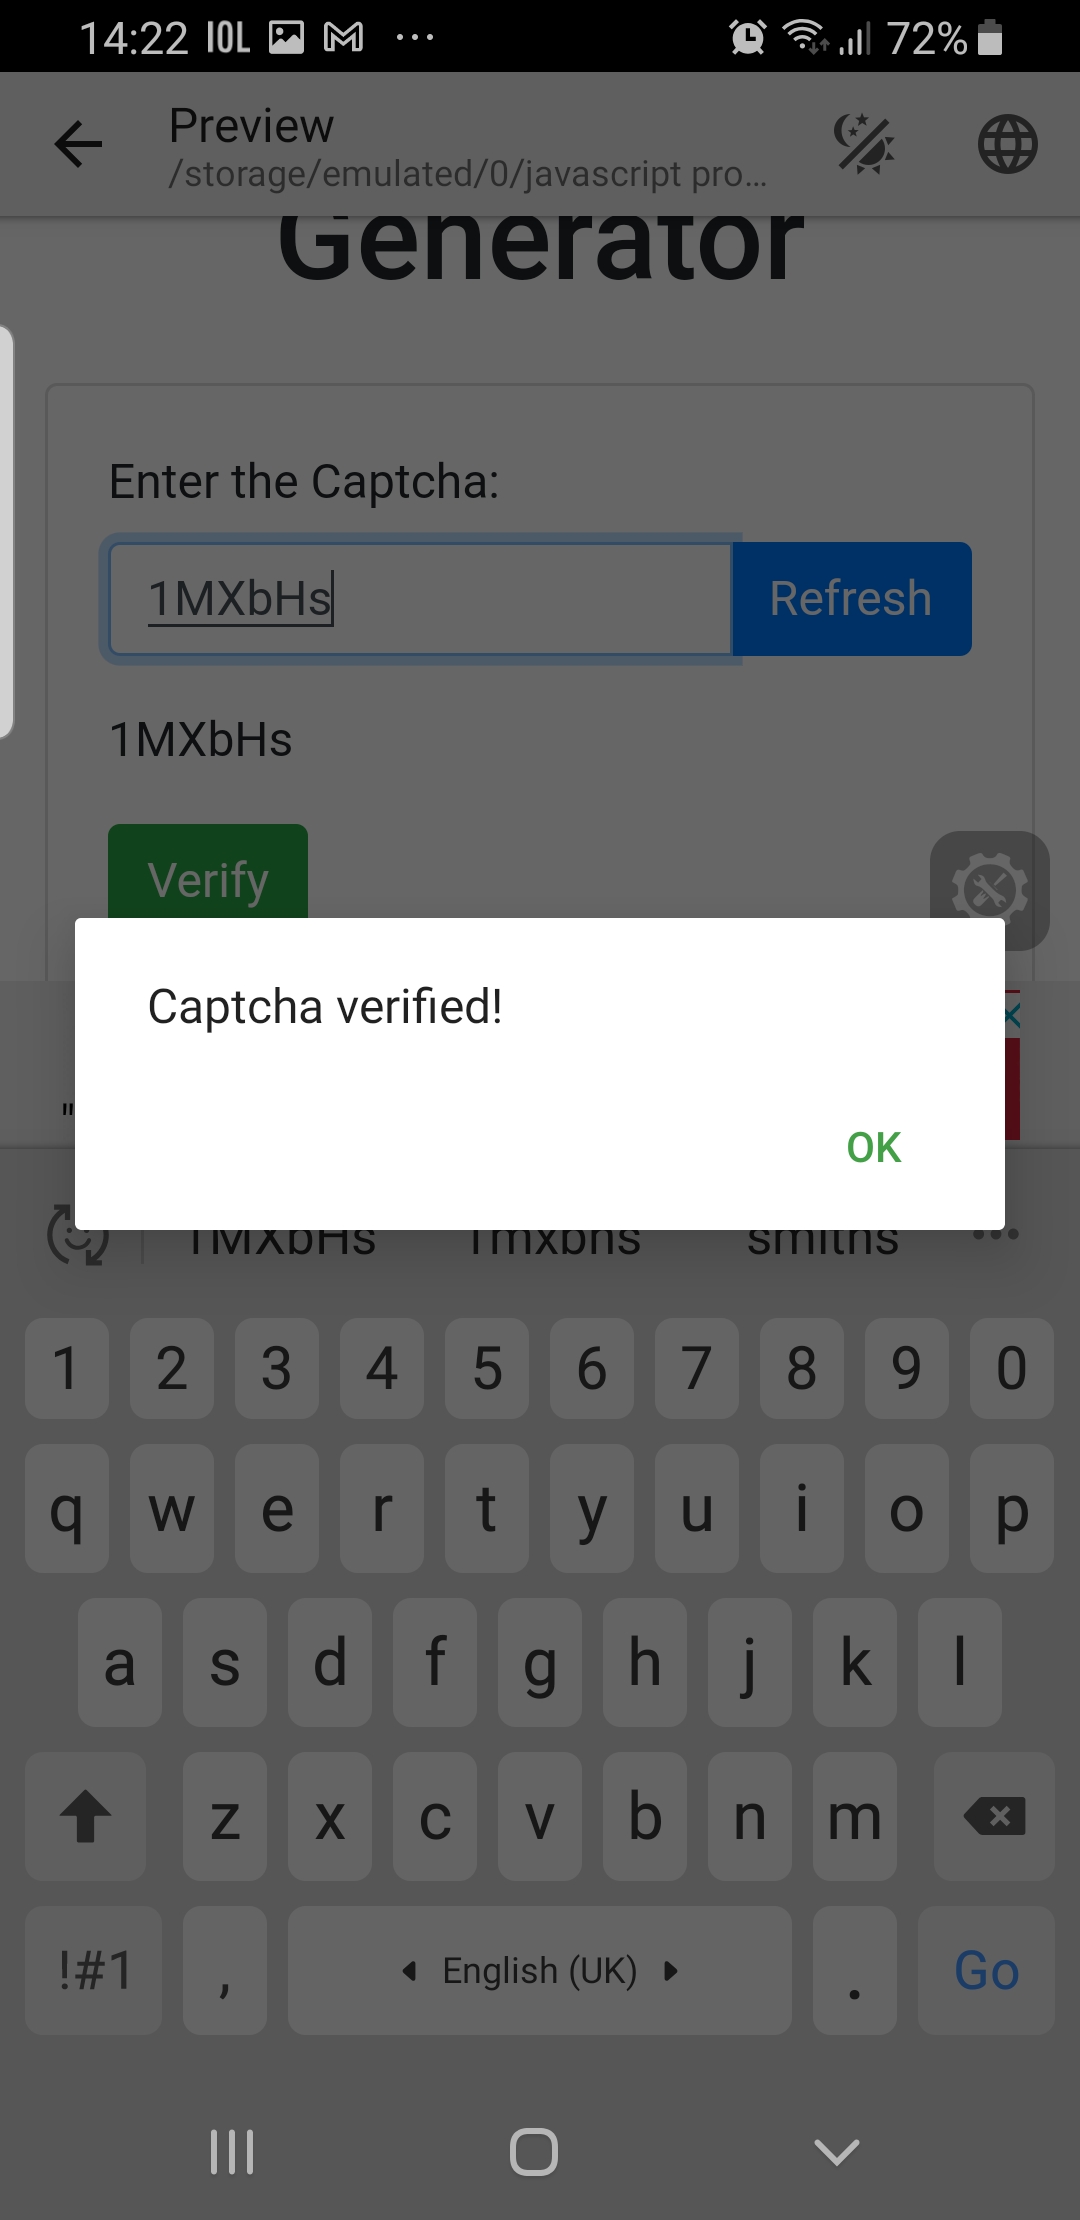 14:22 IOL 72%
Preview
/storage/emulated/0/javascript pro...
Generator
Enter the Captcha:
1MXbHs Refresh
1MXbHs
Verify
Captcha verified!
"
OK
1MXbHs 1mxbhs smiths
1 2 3 4 5 6 7 8 9 0
q w e r t y u i o p
a s d f g h j k l
z x c v b n m
!#1 , English (UK) . Go